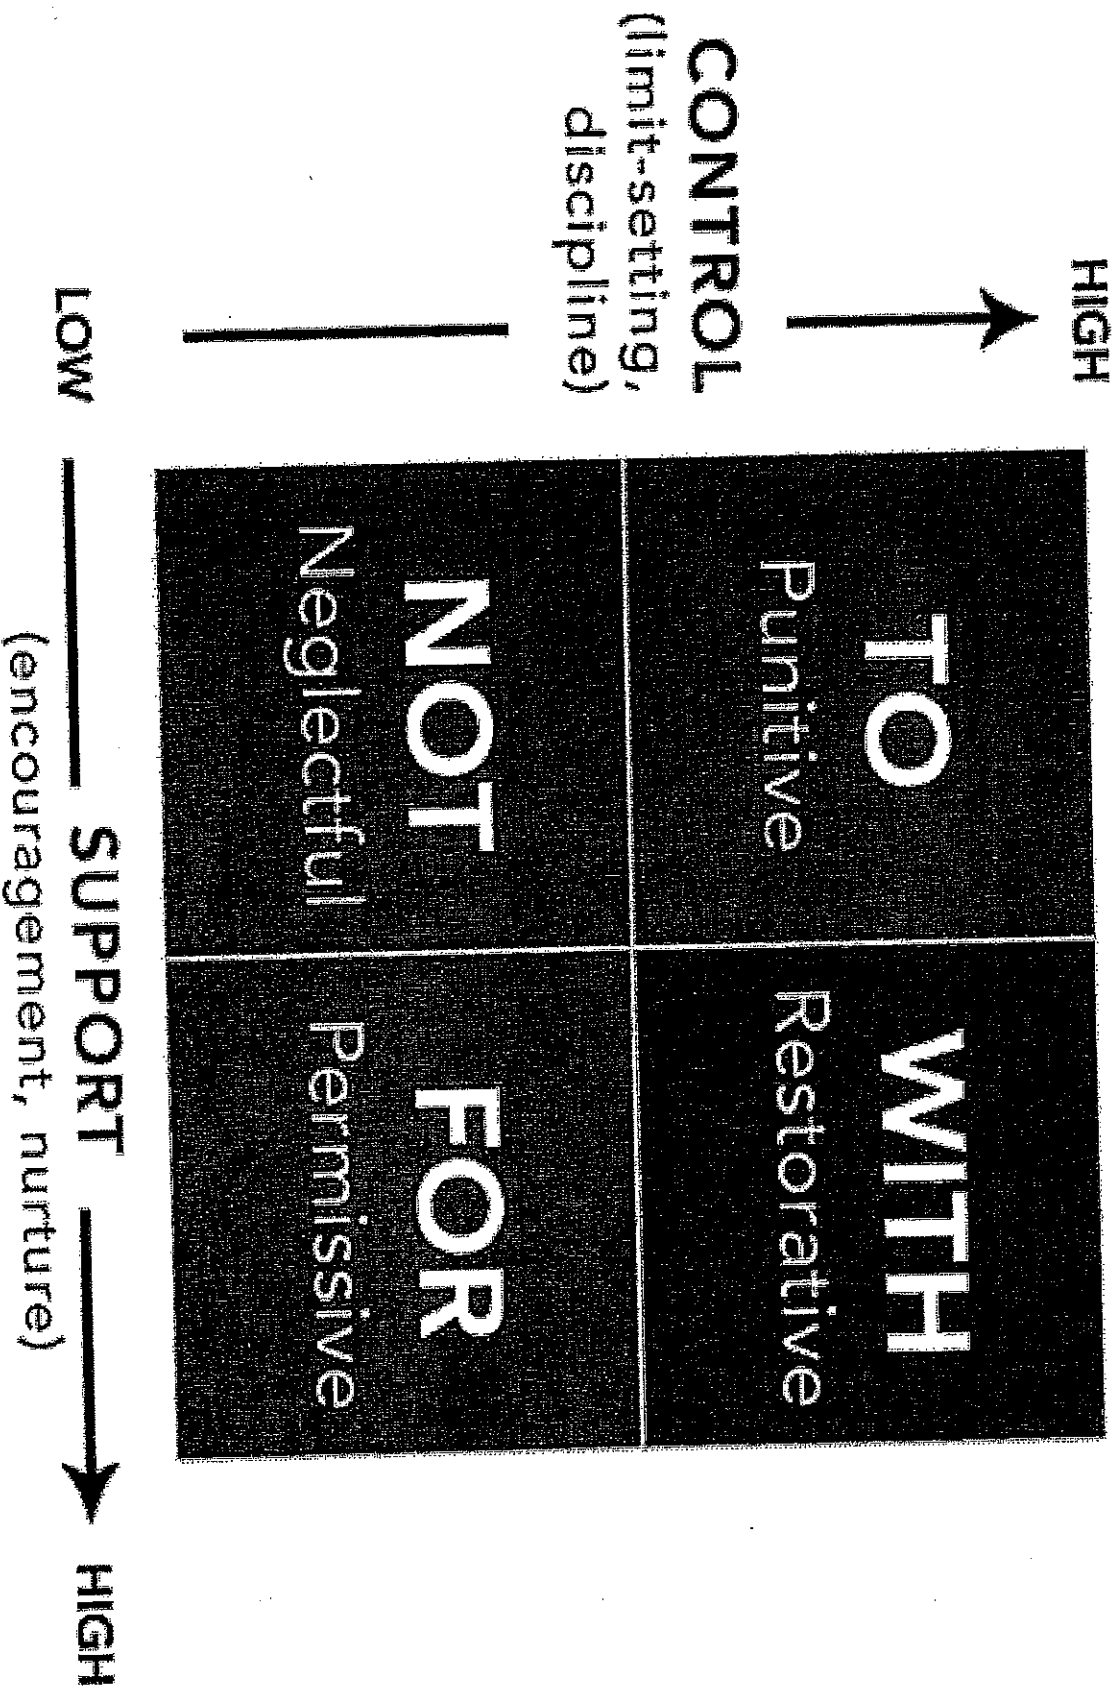 HIGH
CONTROL
(limit-setting,
discipline)
TO
Punitive
WITH
Restorative
NOT
Neglectful
FOR
Permissive
LOW
SUPPORT
HIGH
(encouragement, nurture)